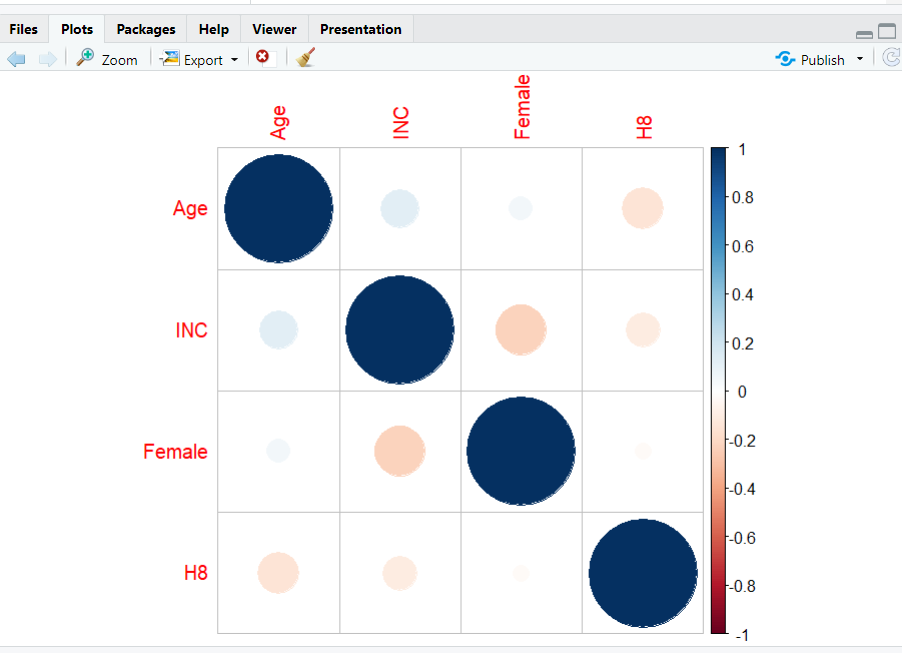 Files Plots Packages Help Viewer Presentation
Zoom Export Publish
Age INC Female H8
Age
INC
Female
H8
1
0.8
0.6
0.4
0.2
0
-0.2
-0.4
-0.6
-0.8
-1